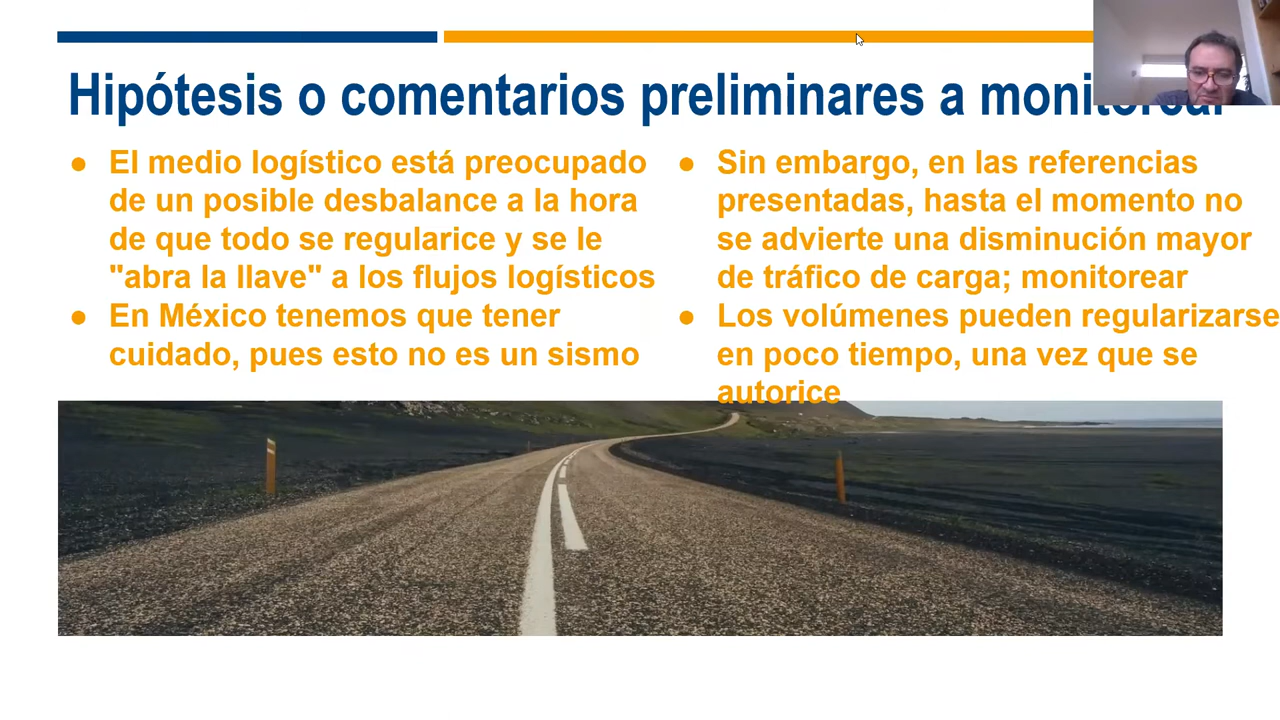 Hipótesis o comentarios preliminares a monitorear
● El medio logístico está preocupado
de un posible desbalance a la hora
de que todo se regularice y se le
"abra la llave" a los flujos logísticos
● En México tenemos que tener
cuidado, pues esto no es un sismo
● Sin embargo, en las referencias
presentadas, hasta el momento no
se advierte una disminución mayor
de tráfico de carga; monitorear
● Los volúmenes pueden regularizarse
en poco tiempo, una vez que se
autorice